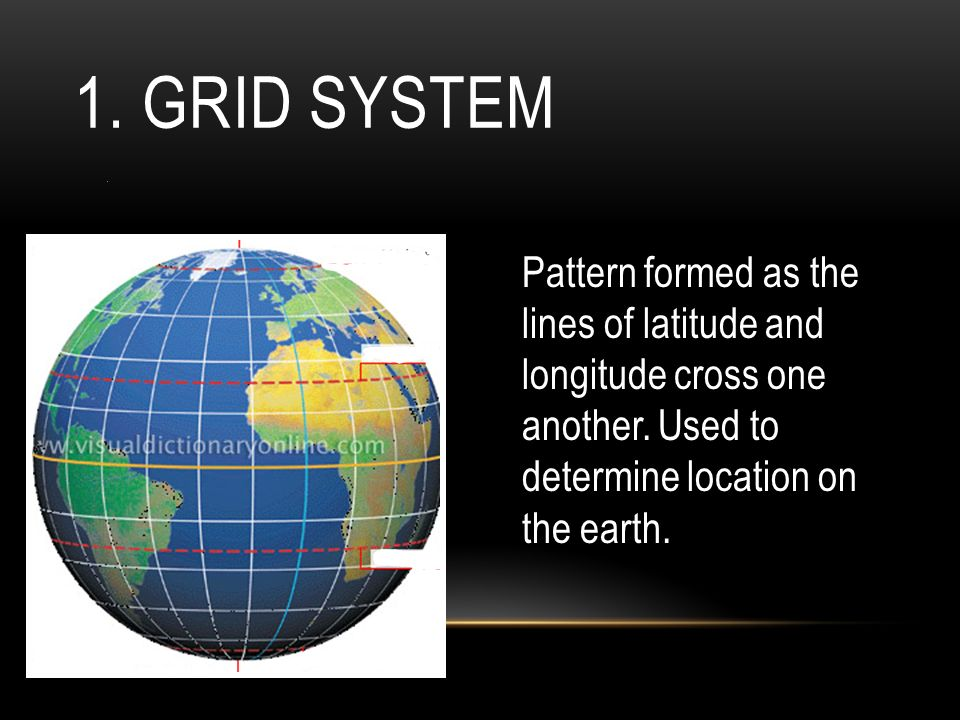 1. GRID SYSTEM
Pattern formed as the
lines of latitude and
longitude cross one
another. Used to
determine location on
the earth.
w.visualdictionaryonline.com